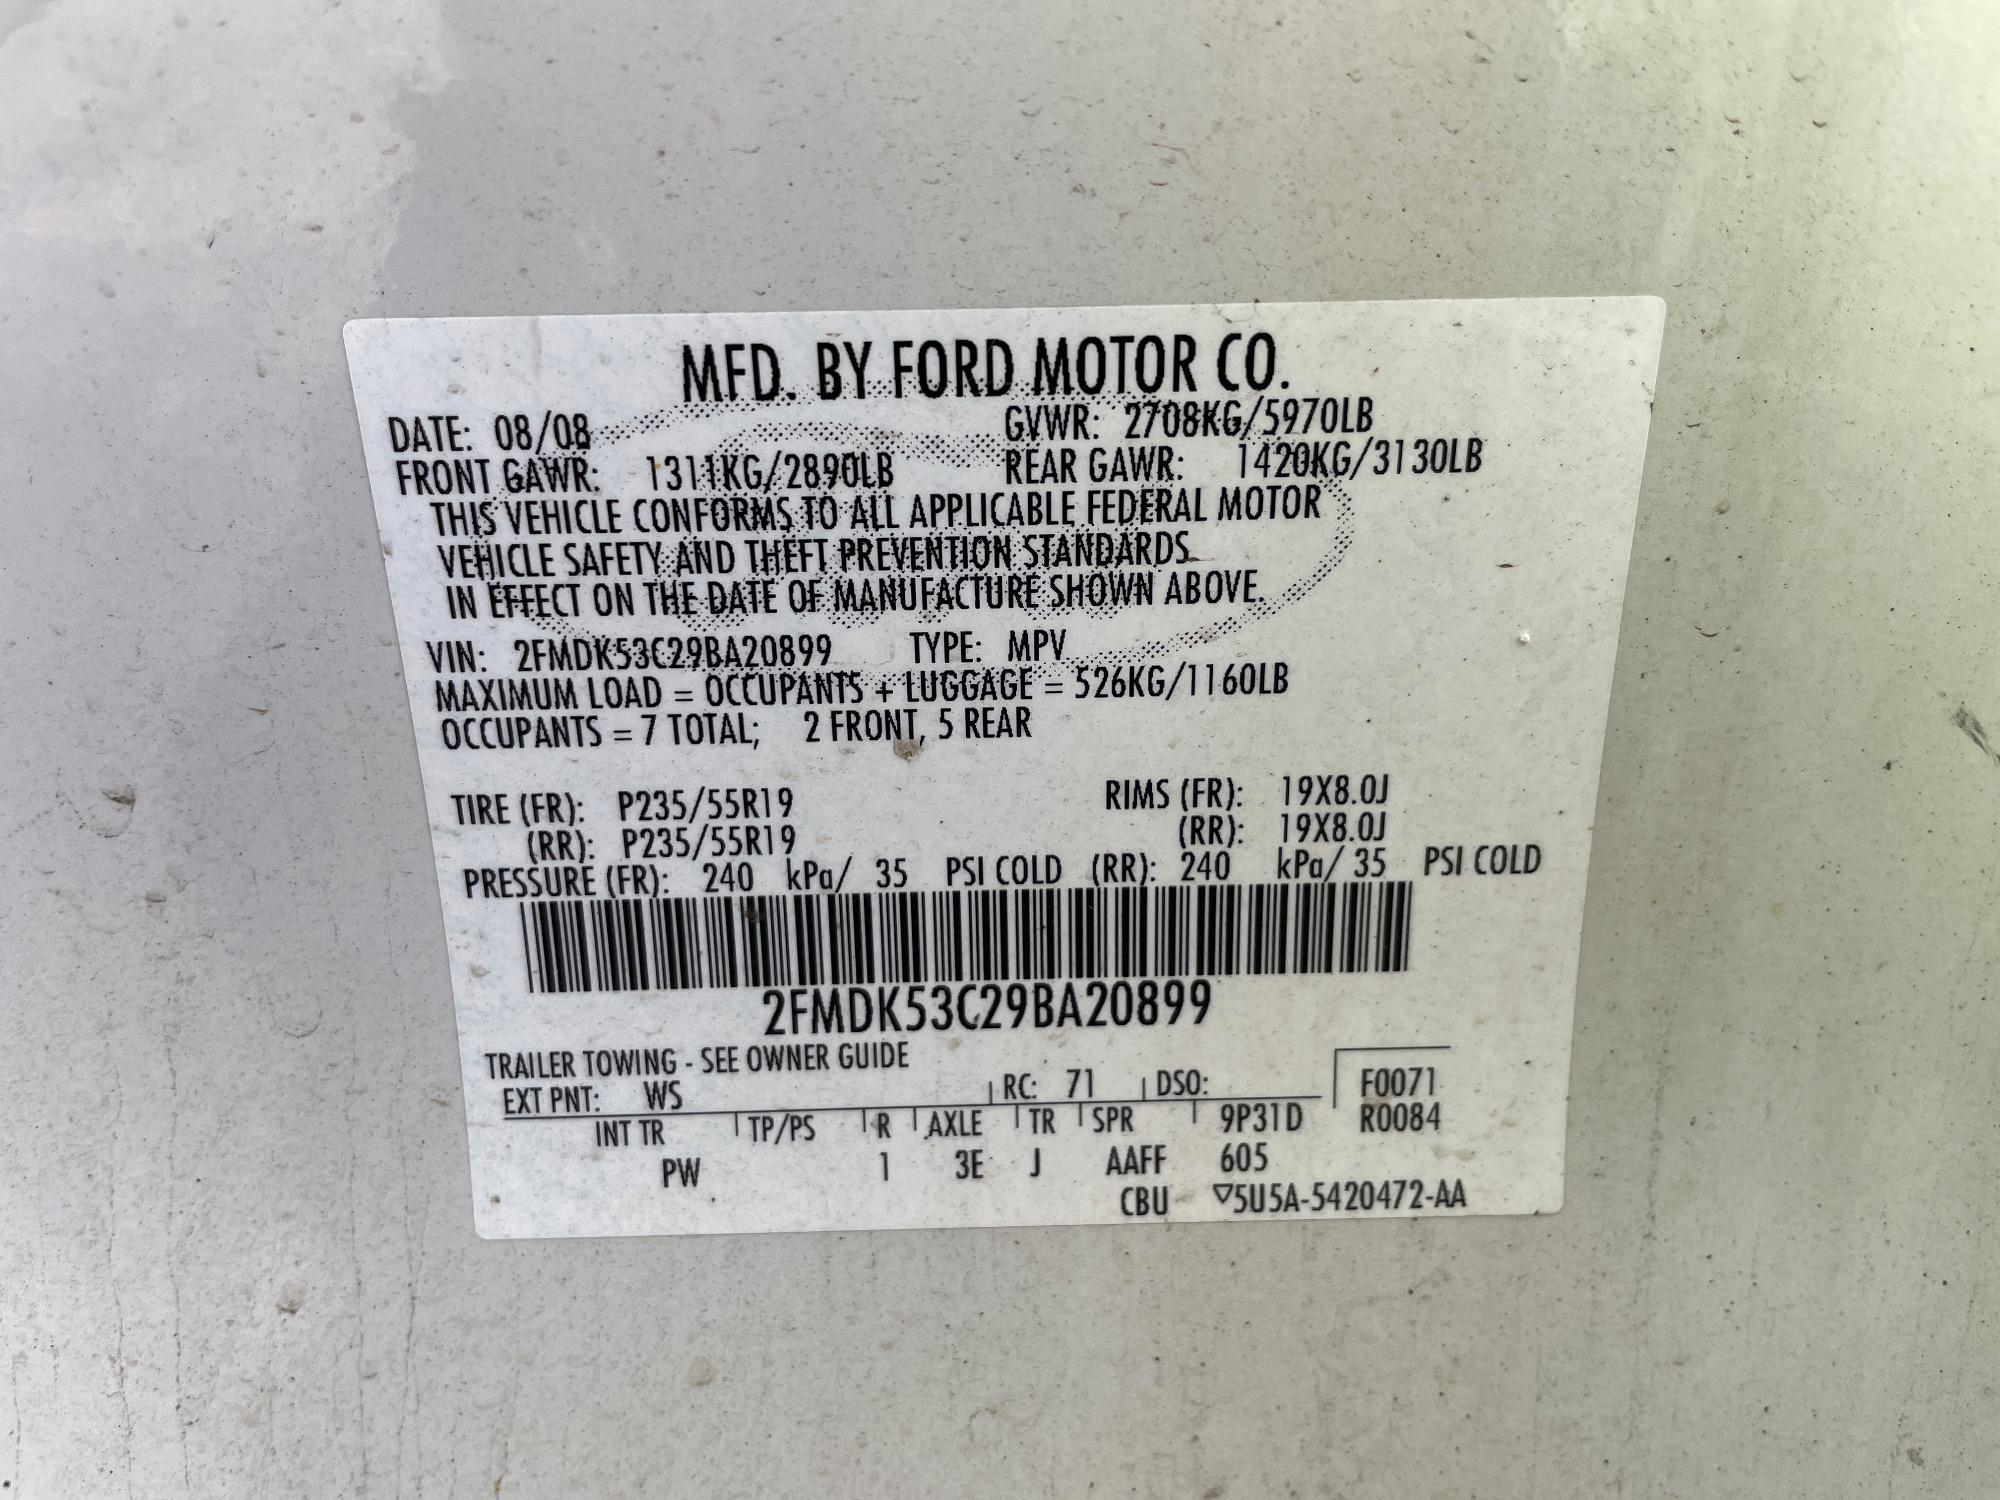 MFD. BY FORD MOTOR CO.
DATE: 08/08 GVWR: 2708KG/5970LB
FRONT GAWR: 1311KG/2890LB REAR GAWR: 1420KG/3130LB
THIS VEHICLE CONFORMS TO ALL APPLICABLE FEDERAL MOTOR
VEHICLE SAFETY AND THEFT PREVENTION STANDARDS
IN EFFECT ON THE DATE OF MANUFACTURE SHOWN ABOVE.
VIN: 2FMDK53C29BA20899 TYPE: MPV
MAXIMUM LOAD = OCCUPANTS + LUGGAGE = 526KG/1160LB
OCCUPANTS = 7 TOTAL; 2 FRONT, 5 REAR
TIRE (FR): P235/55R19 RIMS (FR): 19X8.0J
(RR): P235/55R19 (RR): 19X8.0J
PRESSURE (FR): 240 kPa/ 35 PSI COLD (RR): 240 kPa/ 35 PSI COLD
2FMDK53C29BA20899
TRAILER TOWING - SEE OWNER GUIDE
EXT PNT: WS RC: 71 DSO: F0071
INT TR TP/PS R AXLE TR SPR 9P31D R0084
PW 1 3E J AAFF 605
CBU ▽5U5A-5420472-AA